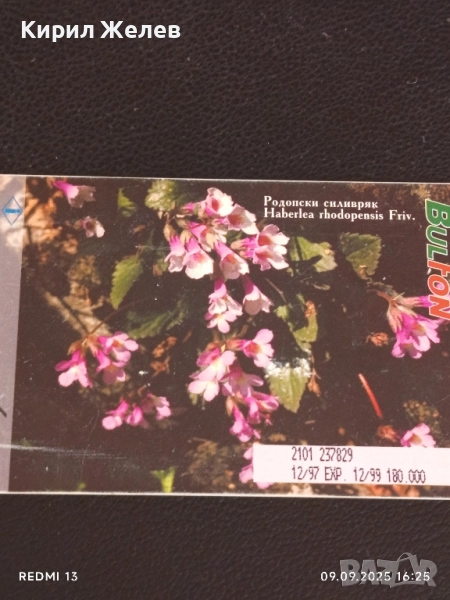 Кирил Желев
Родопски силивряк
Haberlea rhodopensis Friv.
BULFON
2101 237829
12/97 EXP. 12/99 180.000
BAZAR
REDMI 13
09.09.2025 16:25